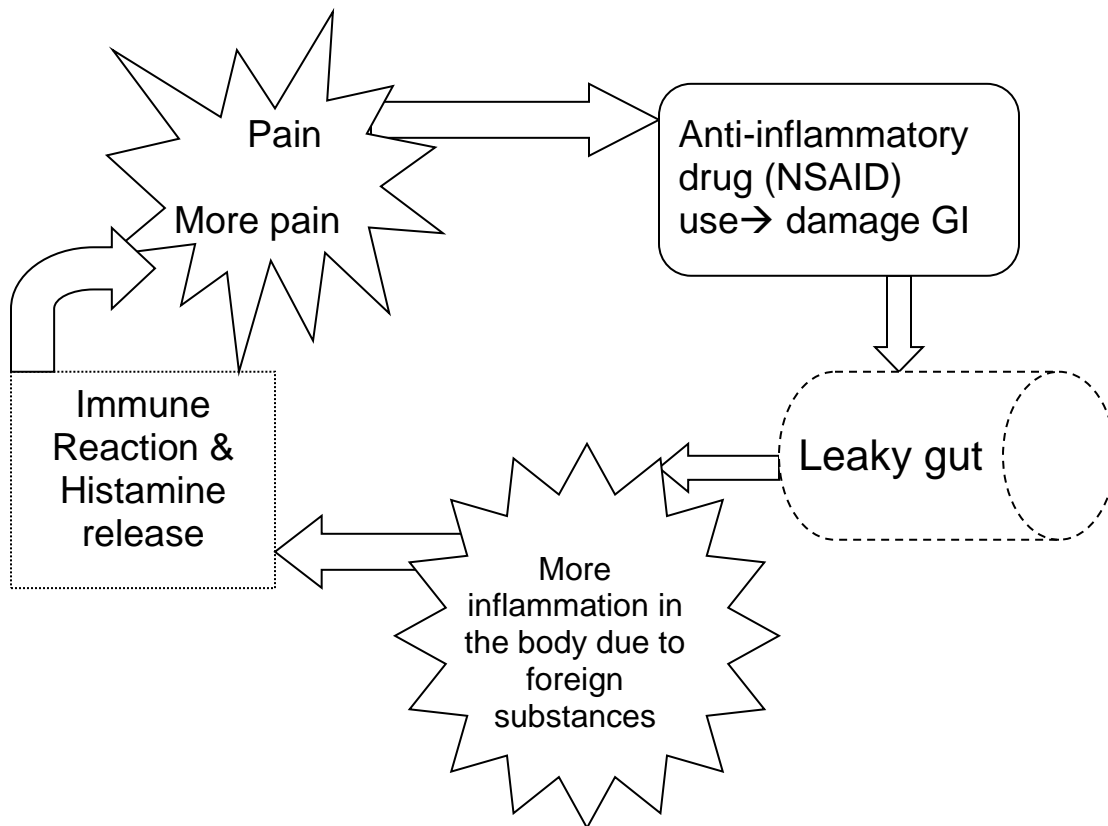 Pain
More pain
Anti-inflammatory
drug (NSAID)
use→ damage GI
Leaky gut
More
inflammation in
the body due to
foreign
substances
Immune
Reaction &
Histamine
release